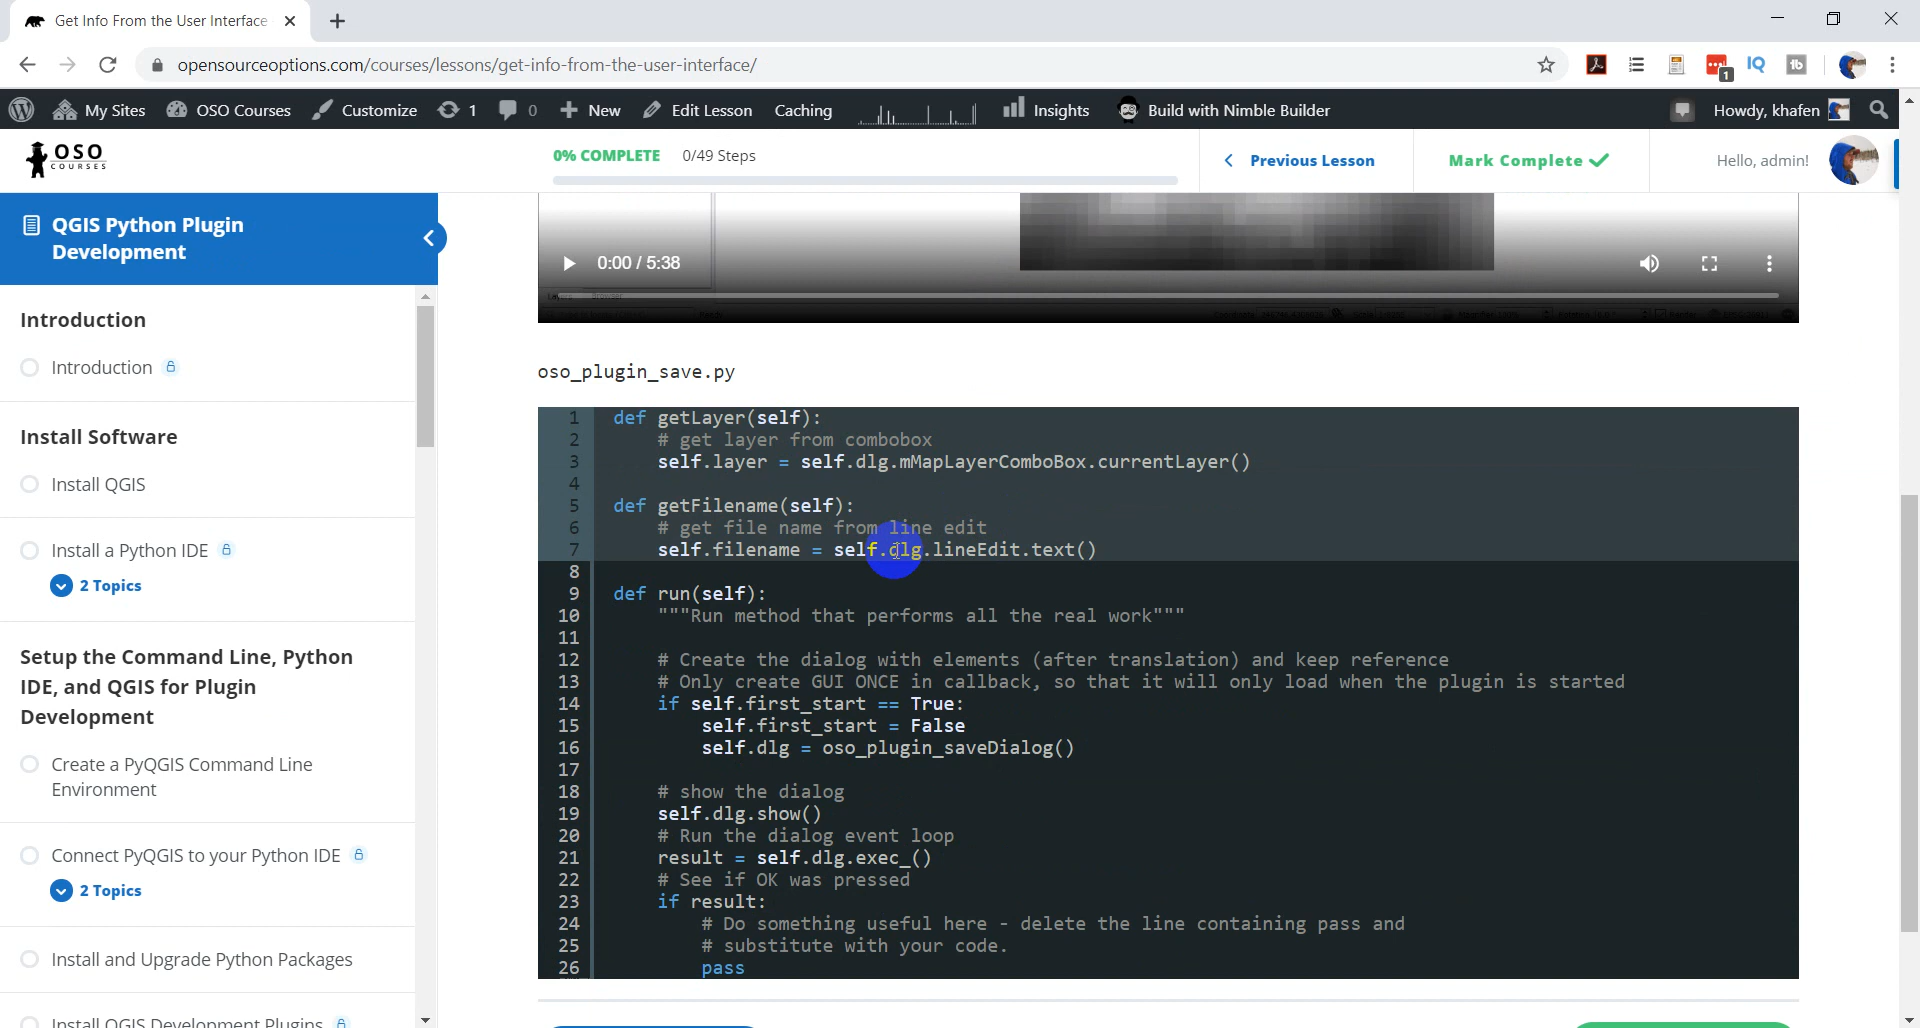 Get Info From the User Interface
opensourceoptions.com/courses/lessons/get-info-from-the-user-interface/
1
IQ
tb
My Sites
OSO Courses
Customize
1
0
New
Edit Lesson
Caching
Insights
Build with Nimble Builder
Howdy, khafen
OSO
COURSES
0% COMPLETE
0/49 Steps
Previous Lesson
Mark Complete
Hello, admin!
QGIS Python Plugin
Development
Introduction
Introduction
Install Software
Install QGIS
Install a Python IDE
2 Topics
Setup the Command Line, Python
IDE, and QGIS for Plugin
Development
Create a PyQGIS Command Line
Environment
Connect PyQGIS to your Python IDE
2 Topics
Install and Upgrade Python Packages
Install QGIS Development Plugins
0:00 / 5:38
oso_plugin_save.py
1 def getLayer(self):
2 # get layer from combobox
3 self.layer = self.dlg.mMapLayerComboBox.currentLayer()
4
5 def getFilename(self):
6 # get file name from line edit
7 self.filename = self.dlg.lineEdit.text()
8
9 def run(self):
10 """Run method that performs all the real work"""
11
12 # Create the dialog with elements (after translation) and keep reference
13 # Only create GUI ONCE in callback, so that it will only load when the plugin is started
14 if self.first_start == True:
15 self.first_start = False
16 self.dlg = oso_plugin_saveDialog()
17
18 # show the dialog
19 self.dlg.show()
20 # Run the dialog event loop
21 result = self.dlg.exec_()
22 # See if OK was pressed
23 if result:
24 # Do something useful here - delete the line containing pass and
25 # substitute with your code.
26 pass